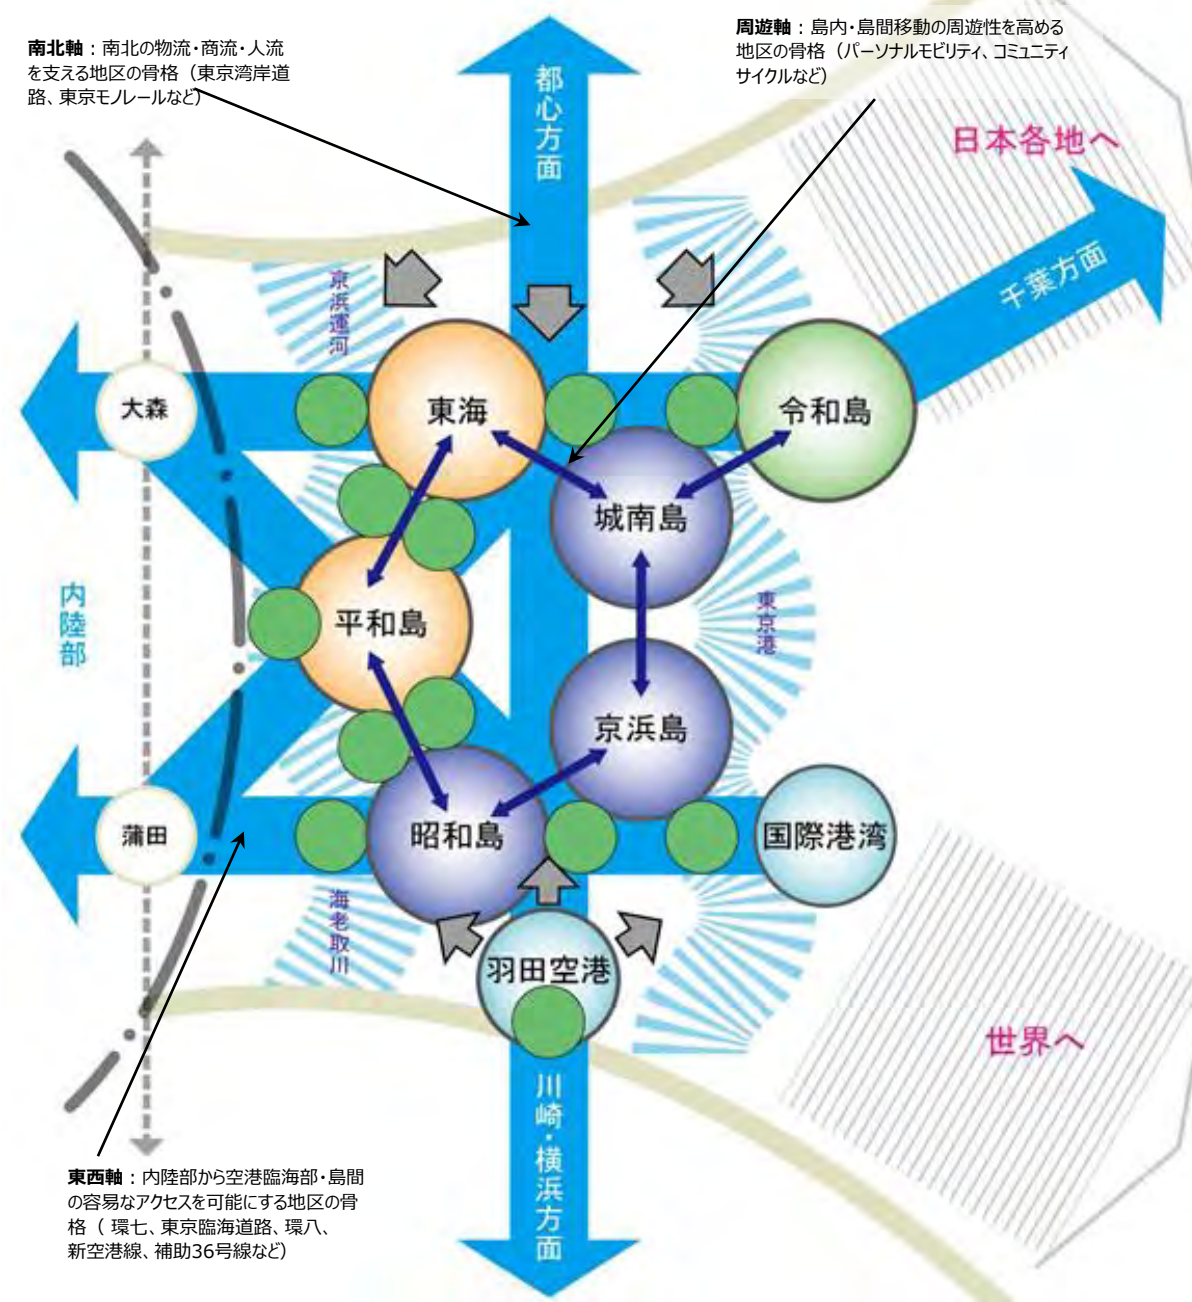 南北軸：南北の物流・商流・人流
を支える地区の骨格（東京湾岸道
路、東京モノレールなど）
周遊軸：島内・島間移動の周遊性を高める
地区の骨格（パーソナルモビリティ、コミュニティ
サイクルなど）
都心方面
日本各地へ
千葉方面
京浜運河
大森
東海
令和島
城南島
内陸部
平和島
東京港
京浜島
蒲田
昭和島
国際港湾
海老取川
羽田空港
世界へ
川崎・横浜方面
東西軸：内陸部から空港臨海部・島間
の容易なアクセスを可能にする地区の骨
格（ 環七、東京臨海道路、環八、
新空港線、補助36号線など）